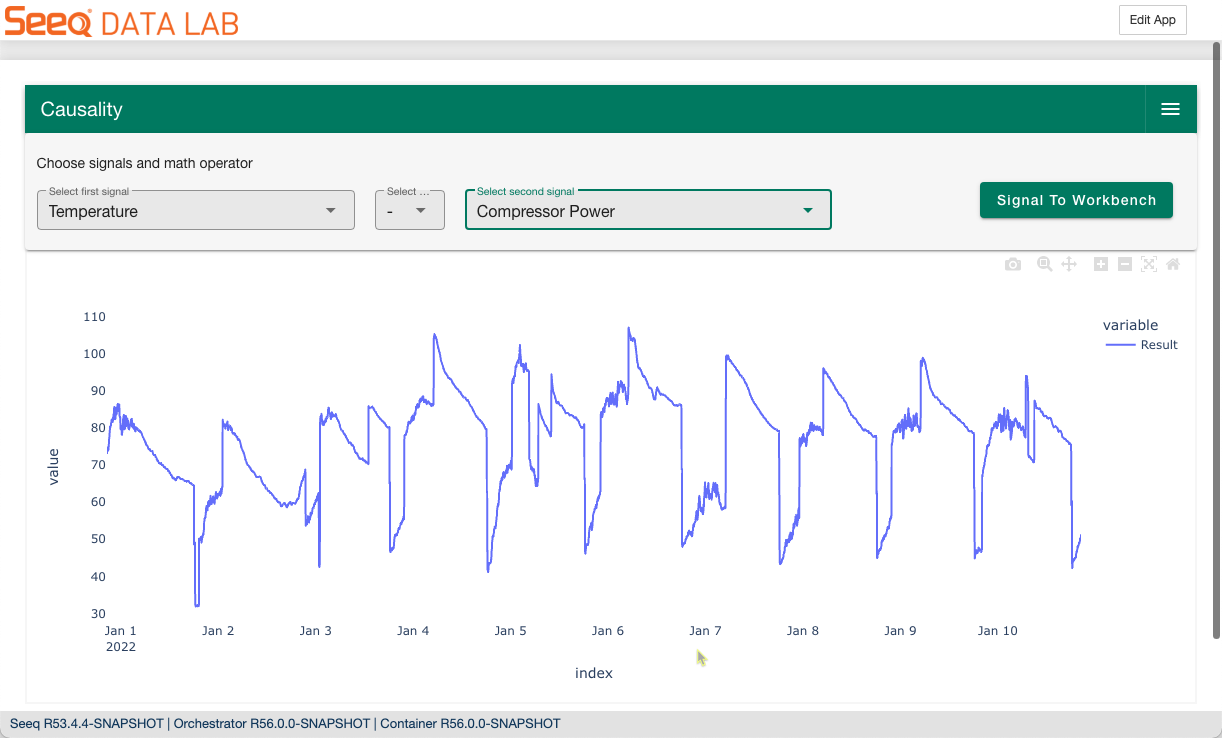 Seeq DATA LAB
Edit App
Causality
Choose signals and math operator
Select first signal
Temperature
Select ...
-
Select second signal
Compressor Power
Signal To Workbench
110
100
90
80
70
60
50
40
30
value
Jan 1
2022
Jan 2
Jan 3
Jan 4
Jan 5
Jan 6
Jan 7
Jan 8
Jan 9
Jan 10
index
variable
Result
Seeq R53.4.4-SNAPSHOT | Orchestrator R56.0.0-SNAPSHOT | Container R56.0.0-SNAPSHOT